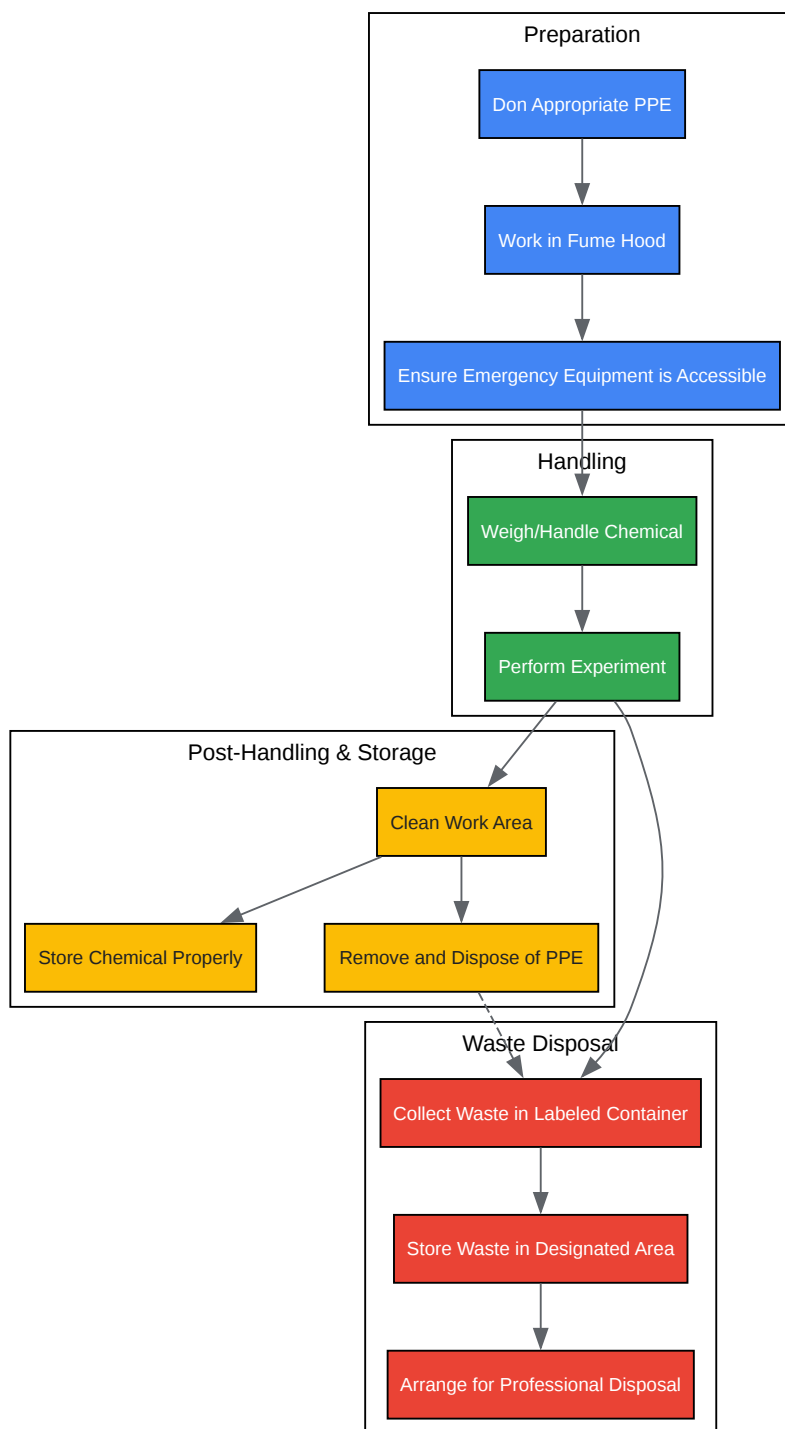 Preparation
Don Appropriate PPE
Work in Fume Hood
Ensure Emergency Equipment is Accessible
Handling
Weigh/Handle Chemical
Perform Experiment
Post-Handling & Storage
Clean Work Area
Store Chemical Properly
Remove and Dispose of PPE
Waste Disposal
Collect Waste in Labeled Container
Store Waste in Designated Area
Arrange for Professional Disposal